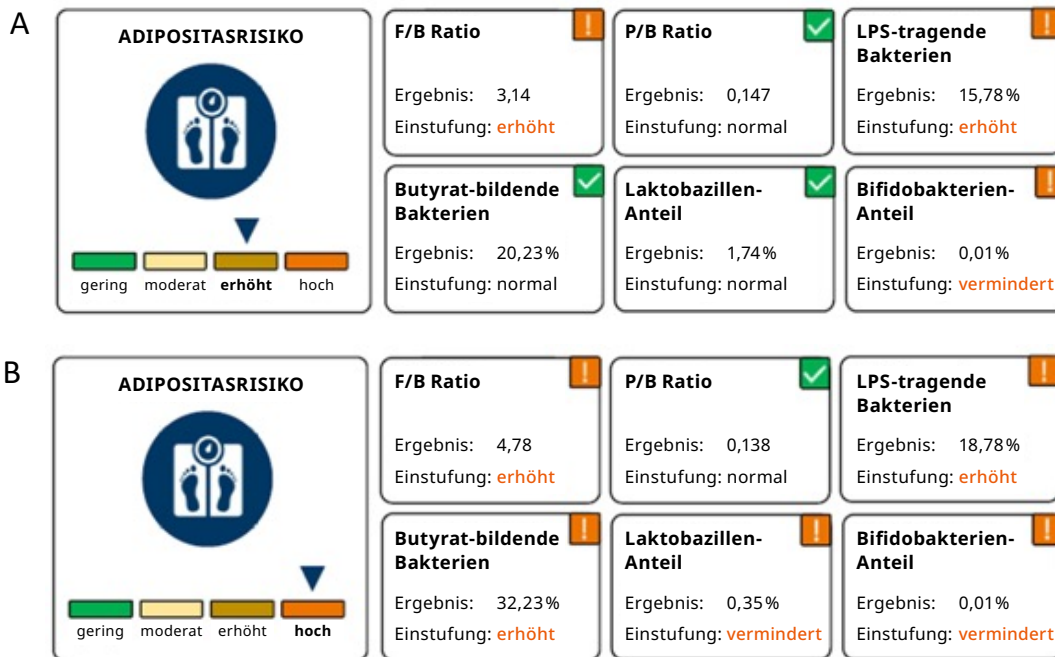 A
ADIPOSITASRISIKO
gering moderat erhöht hoch
F/B Ratio
Ergebnis: 3,14
Einstufung: erhöht
P/B Ratio
Ergebnis: 0,147
Einstufung: normal
LPS-tragende
Bakterien
Ergebnis: 15,78%
Einstufung: erhöht
Butyrat-bildende
Bakterien
Ergebnis: 20,23%
Einstufung: normal
Laktobazillen-
Anteil
Ergebnis: 1,74%
Einstufung: normal
Bifidobakterien-
Anteil
Ergebnis: 0,01%
Einstufung: vermindert
B
ADIPOSITASRISIKO
gering moderat erhöht hoch
F/B Ratio
Ergebnis: 4,78
Einstufung: erhöht
P/B Ratio
Ergebnis: 0,138
Einstufung: normal
LPS-tragende
Bakterien
Ergebnis: 18,78%
Einstufung: erhöht
Butyrat-bildende
Bakterien
Ergebnis: 32,23%
Einstufung: erhöht
Laktobazillen-
Anteil
Ergebnis: 0,35%
Einstufung: vermindert
Bifidobakterien-
Anteil
Ergebnis: 0,01%
Einstufung: vermindert